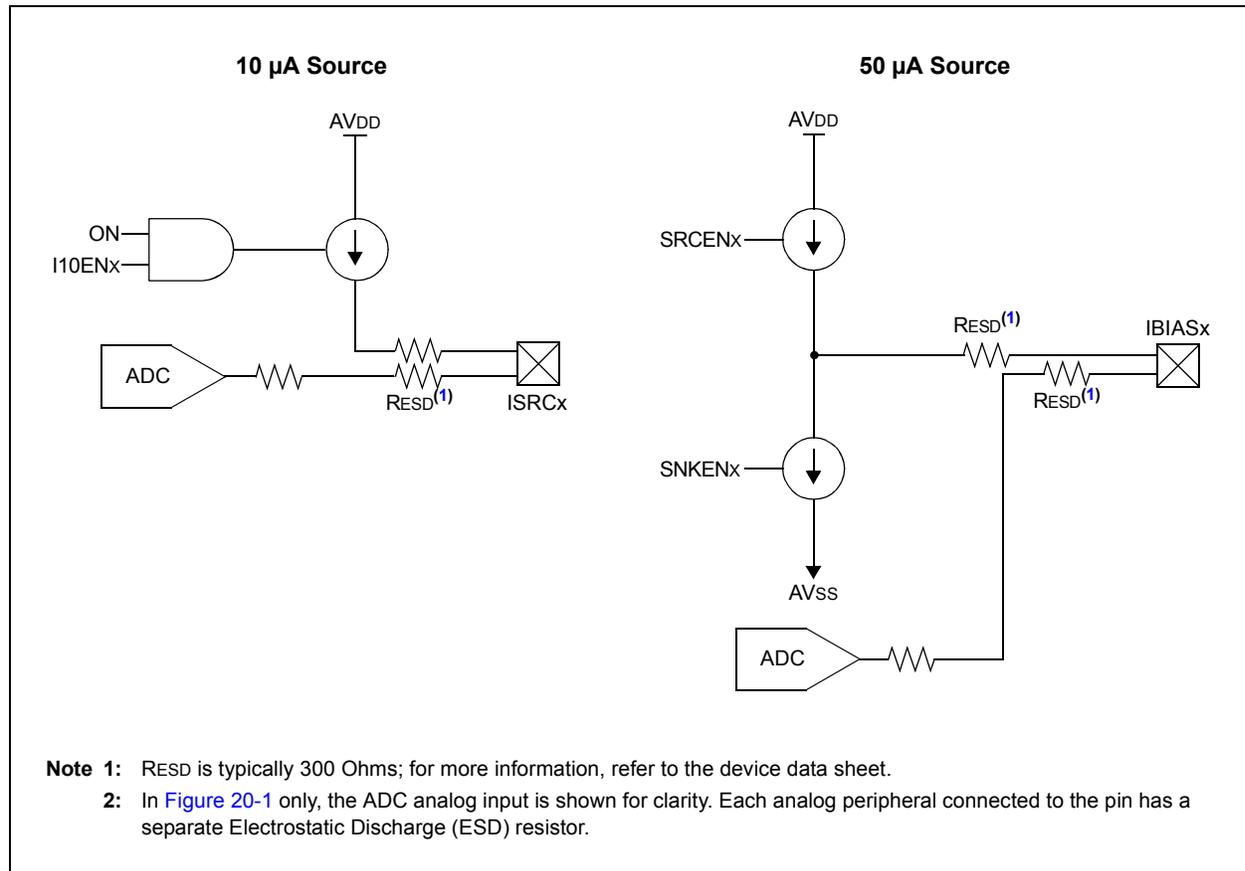 10 µA Source
AVDD
ON
I10ENx
ADC
RESD(1)
ISRCx
50 µA Source
AVDD
SRCENx
RESD(1)
IBIASx
RESD(1)
SNKENx
AVSS
ADC
Note 1: RESD is typically 300 Ohms; for more information, refer to the device data sheet.
2: In Figure 20-1 only, the ADC analog input is shown for clarity. Each analog peripheral connected to the pin has a
separate Electrostatic Discharge (ESD) resistor.